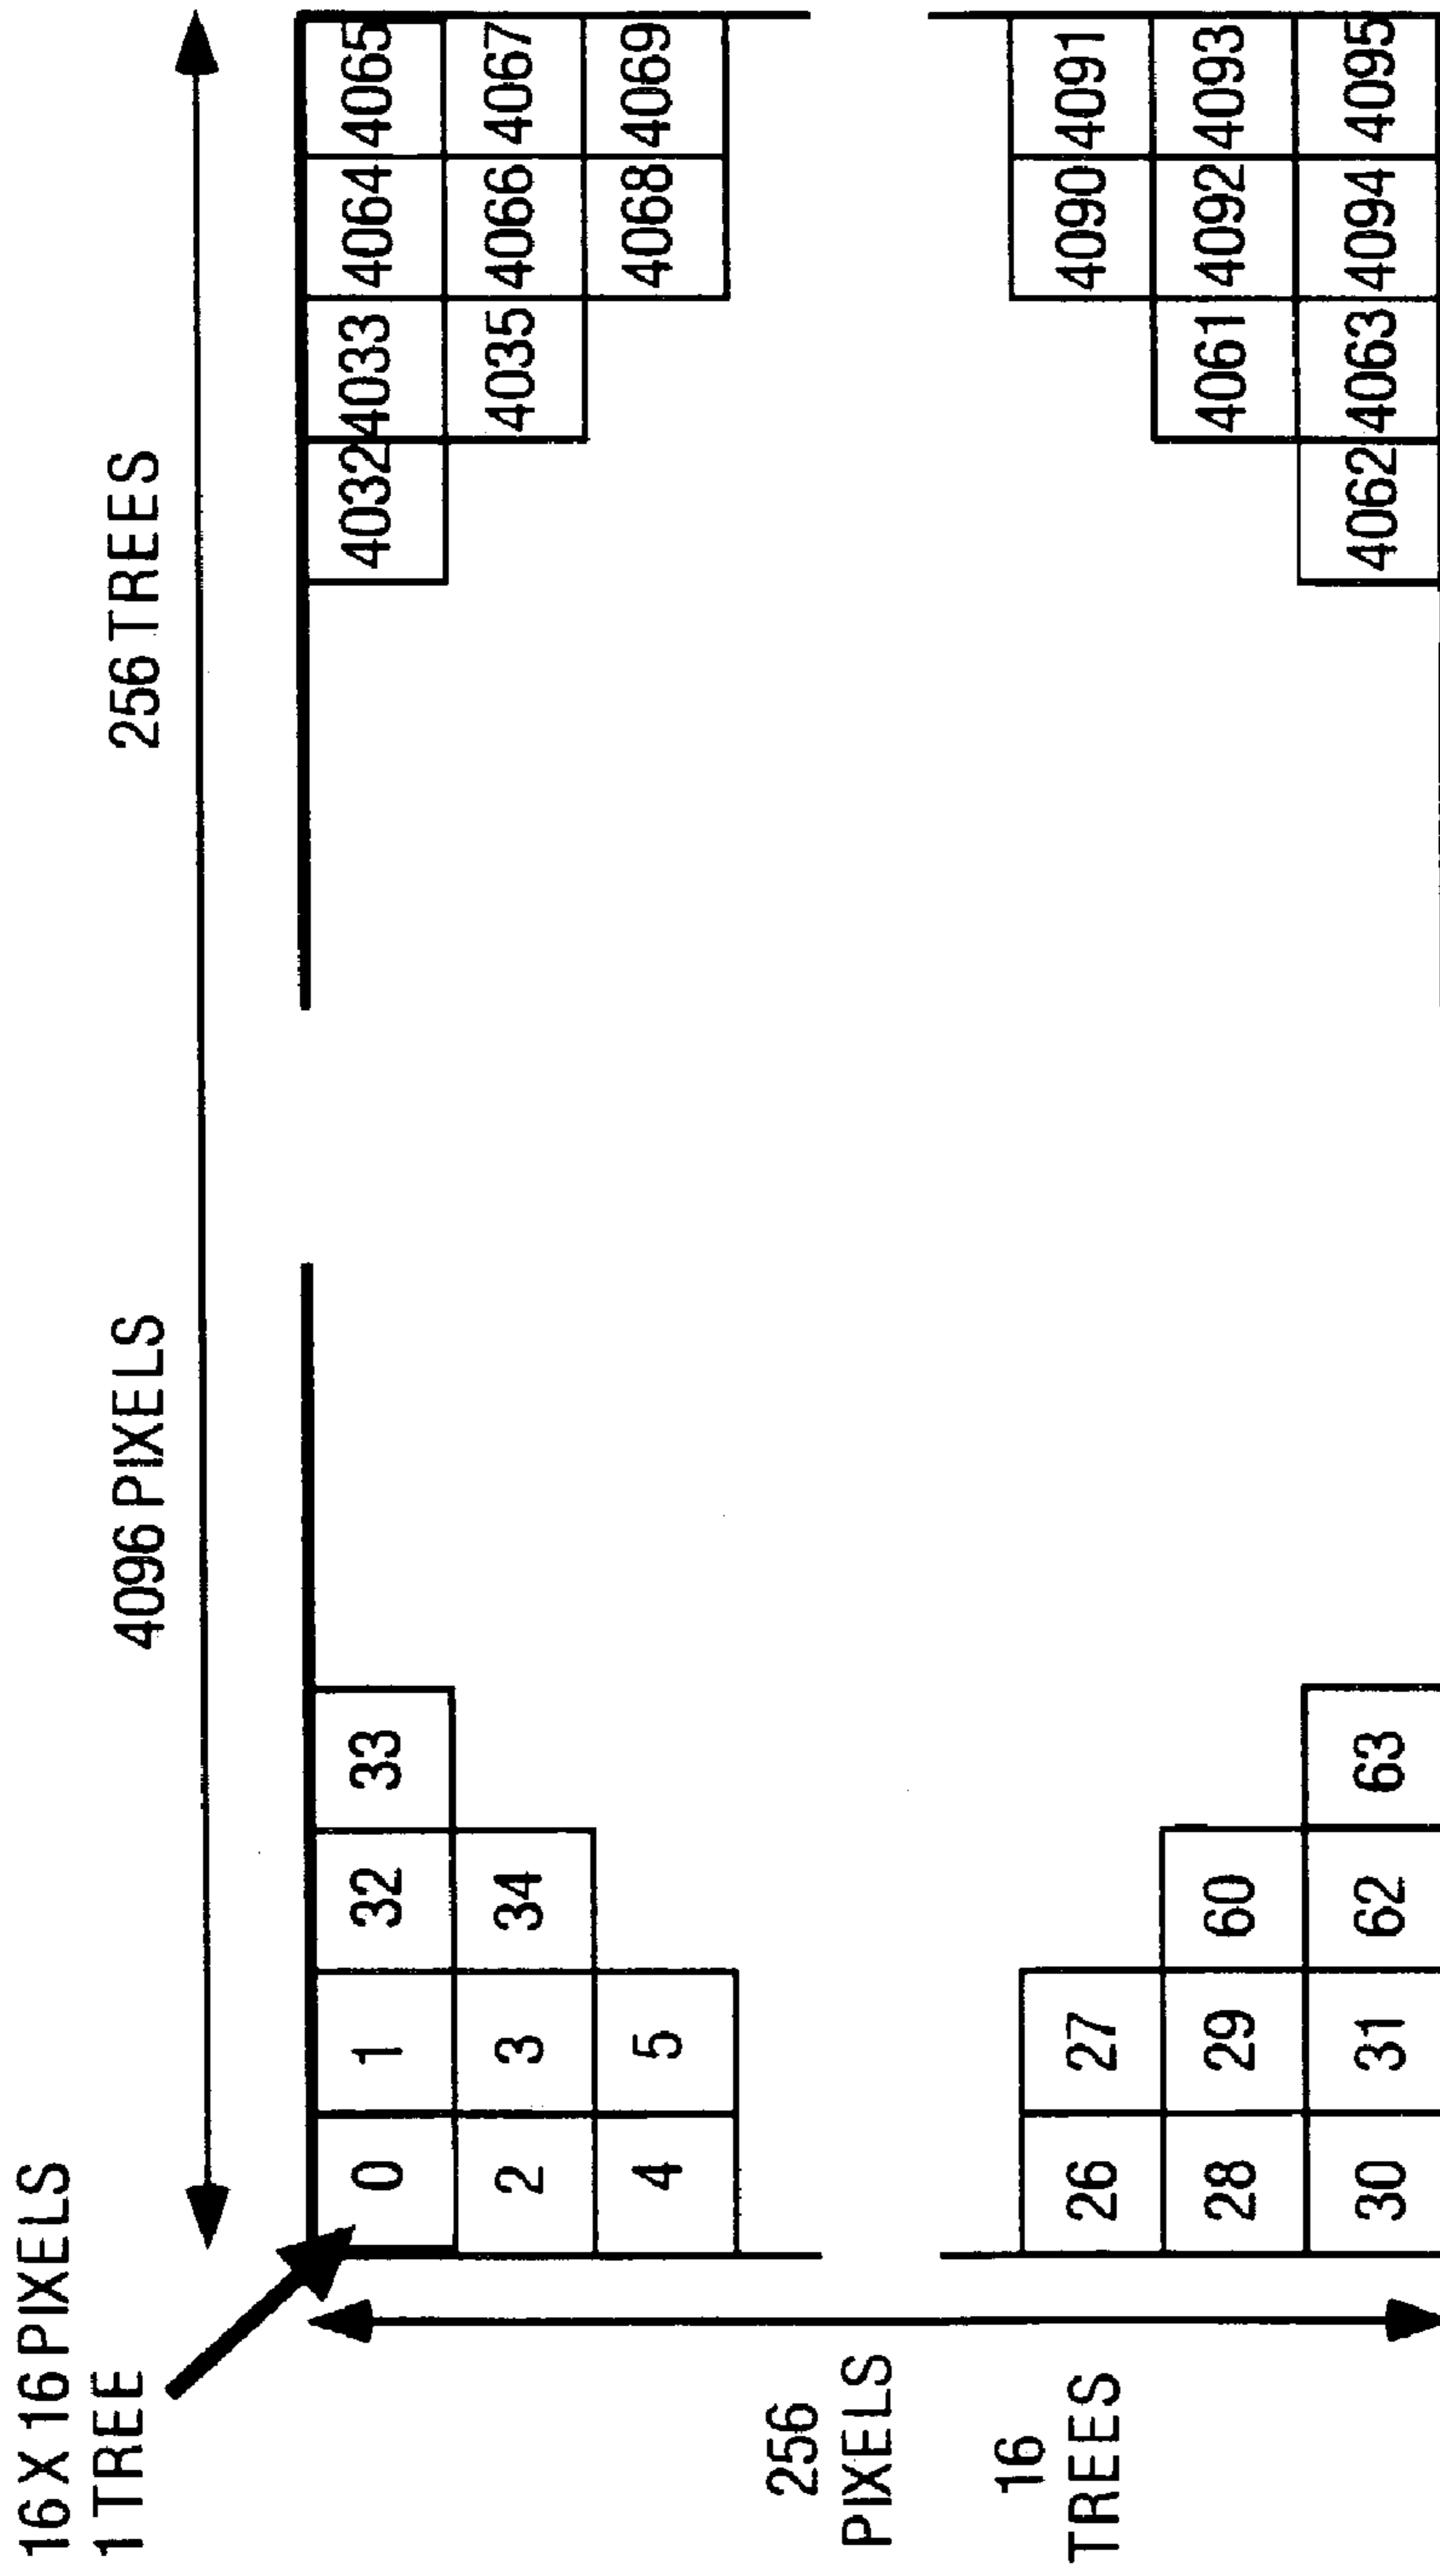 16 X 16 PIXELS
1 TREE
4096 PIXELS 256 TREES
0 1 32 33 4032 4033 4064 4065
2 3 34 4035 4066 4067
4 5 4068 4069
256
PIXELS
16
TREES
26 27 4090 4091
28 29 60 4061 4092 4093
30 31 62 63 4062 4063 4094 4095